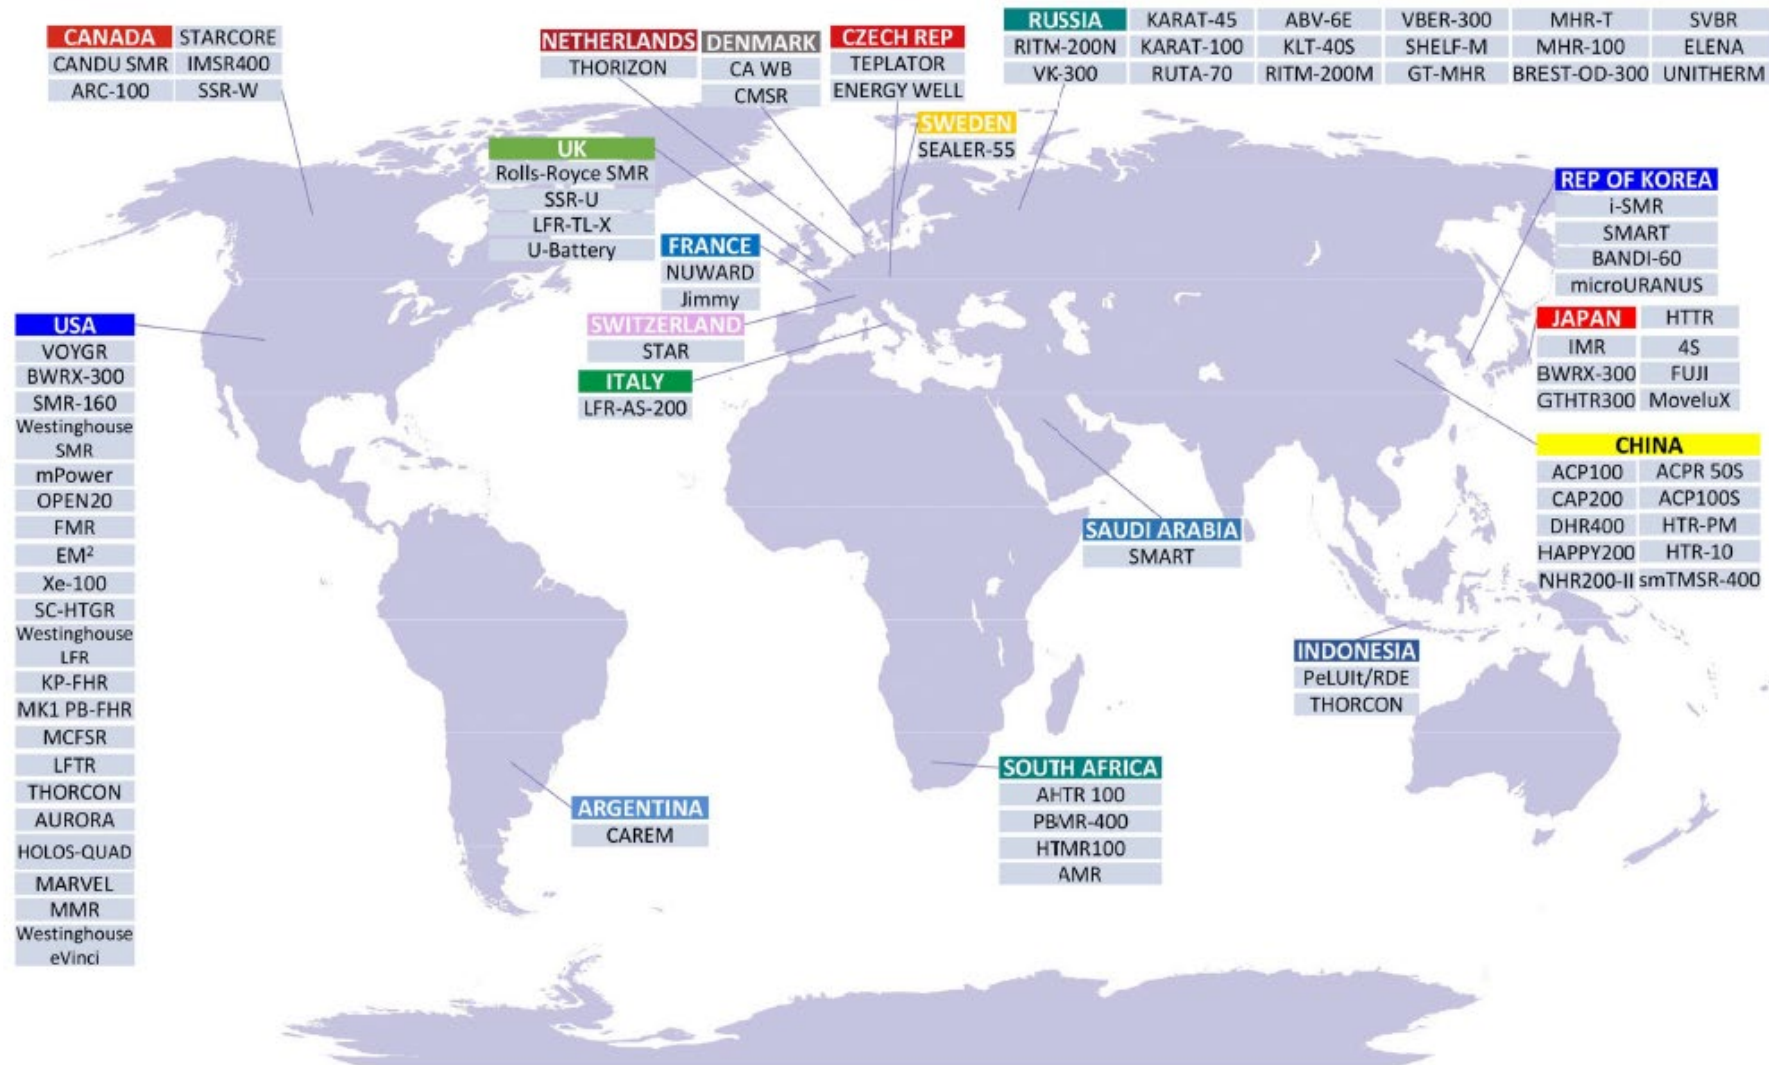 CANADA STARCORE
CANDU SMR IMSR400
ARC-100 SSR-W
NETHERLANDS
THORIZON
DENMARK
CA WB
CMSR
CZECH REP
TEPLATOR
ENERGY WELL
RUSSIA KARAT-45 ABV-6E VBER-300 MHR-T SVBR
RITM-200N KARAT-100 KLT-40S SHELF-M MHR-100 ELENA
VK-300 RUTA-70 RITM-200M GT-MHR BREST-OD-300 UNITHERM
SWEDEN
SEALER-55
UK
Rolls-Royce SMR
SSR-U
LFR-TL-X
U-Battery
FRANCE
NUWARD
Jimmy
SWITZERLAND
STAR
ITALY
LFR-AS-200
REP OF KOREA
i-SMR
SMART
BANDI-60
microURANUS
JAPAN HTTR
IMR 4S
BWRX-300 FUJI
GTHTR300 MoveluX
CHINA
ACP100 ACPR 50S
CAP200 ACP100S
DHR400 HTR-PM
HAPPY200 HTR-10
NHR200-II smTMSR-400
USA
VOYGR
BWRX-300
SMR-160
Westinghouse
SMR
mPower
OPEN20
FMR
EM²
Xe-100
SC-HTGR
Westinghouse
LFR
KP-FHR
MK1 PB-FHR
MCFSR
LFTR
THORCON
AURORA
HOLOS-QUAD
MARVEL
MMR
Westinghouse
eVinci
SAUDI ARABIA
SMART
INDONESIA
PeLUIt/RDE
THORCON
SOUTH AFRICA
AHTR 100
PBMR-400
HTMR100
AMR
ARGENTINA
CAREM